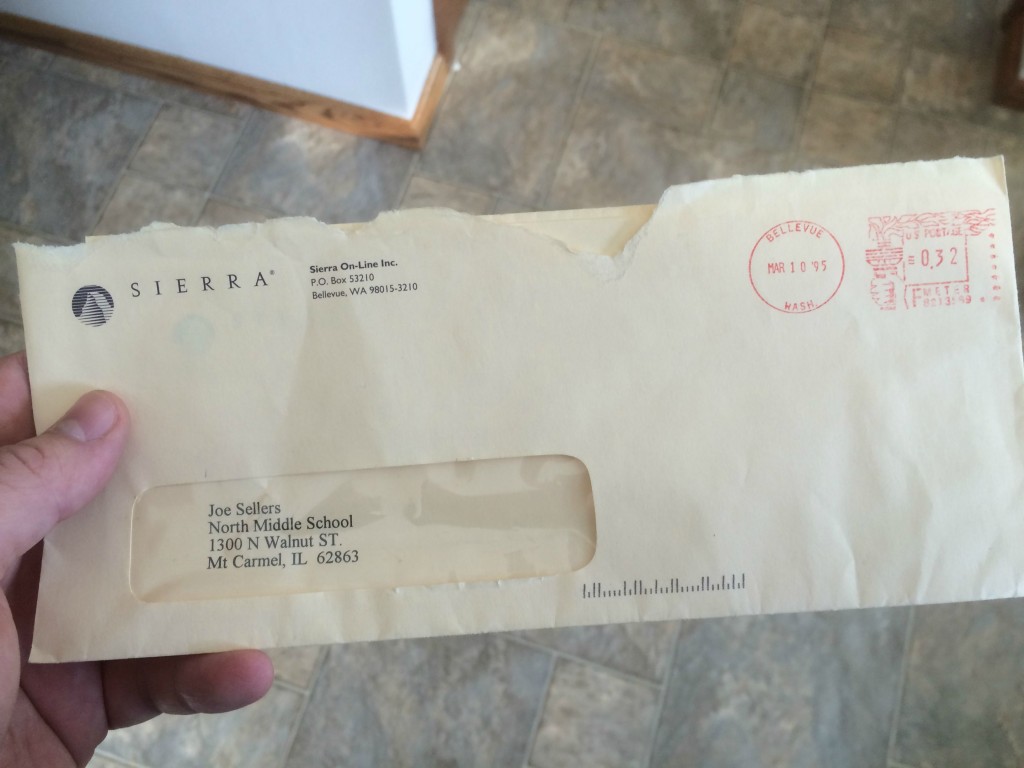 SIERRA®
Sierra On-Line Inc.
P.O. Box 53210
Bellevue, WA 98015-3210
BELLEVUE
MAR 10 '95
WASH.
U.S. POSTAGE
0.32
METER
Joe Sellers
North Middle School
1300 N Walnut ST.
Mt Carmel, IL 62863